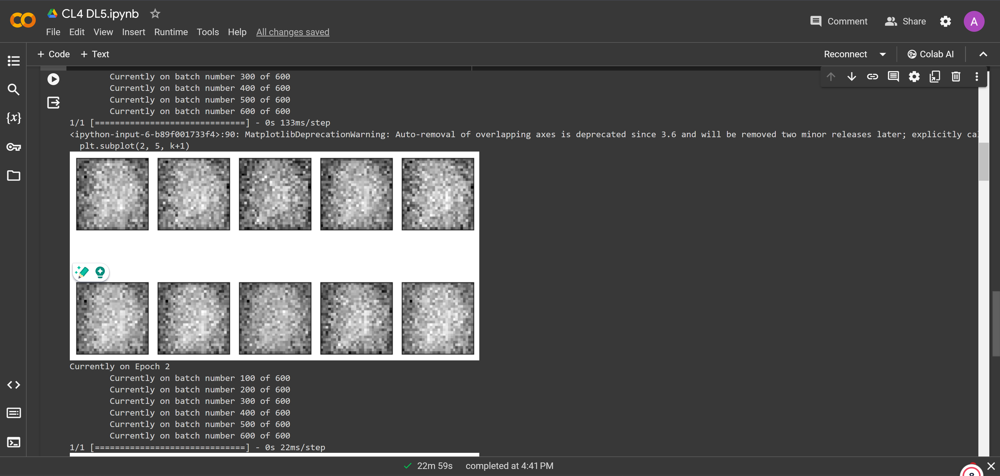 CL4 DL5.ipynb
File Edit View Insert Runtime Tools Help All changes saved
Comment Share A
+ Code + Text
Reconnect Colab AI
Currently on batch number 300 of 600
Currently on batch number 400 of 600
Currently on batch number 500 of 600
Currently on batch number 600 of 600
1/1 [==============================] - 0s 133ms/step
<ipython-input-6-b89f001733f4>:90: MatplotlibDeprecationWarning: Auto-removal of overlapping axes is deprecated since 3.6 and will be removed two minor releases later; explicitly cal
plt.subplot(2, 5, k+1)
Currently on Epoch 2
Currently on batch number 100 of 600
Currently on batch number 200 of 600
Currently on batch number 300 of 600
Currently on batch number 400 of 600
Currently on batch number 500 of 600
Currently on batch number 600 of 600
1/1 [==============================] - 0s 22ms/step
22m 59s completed at 4:41 PM